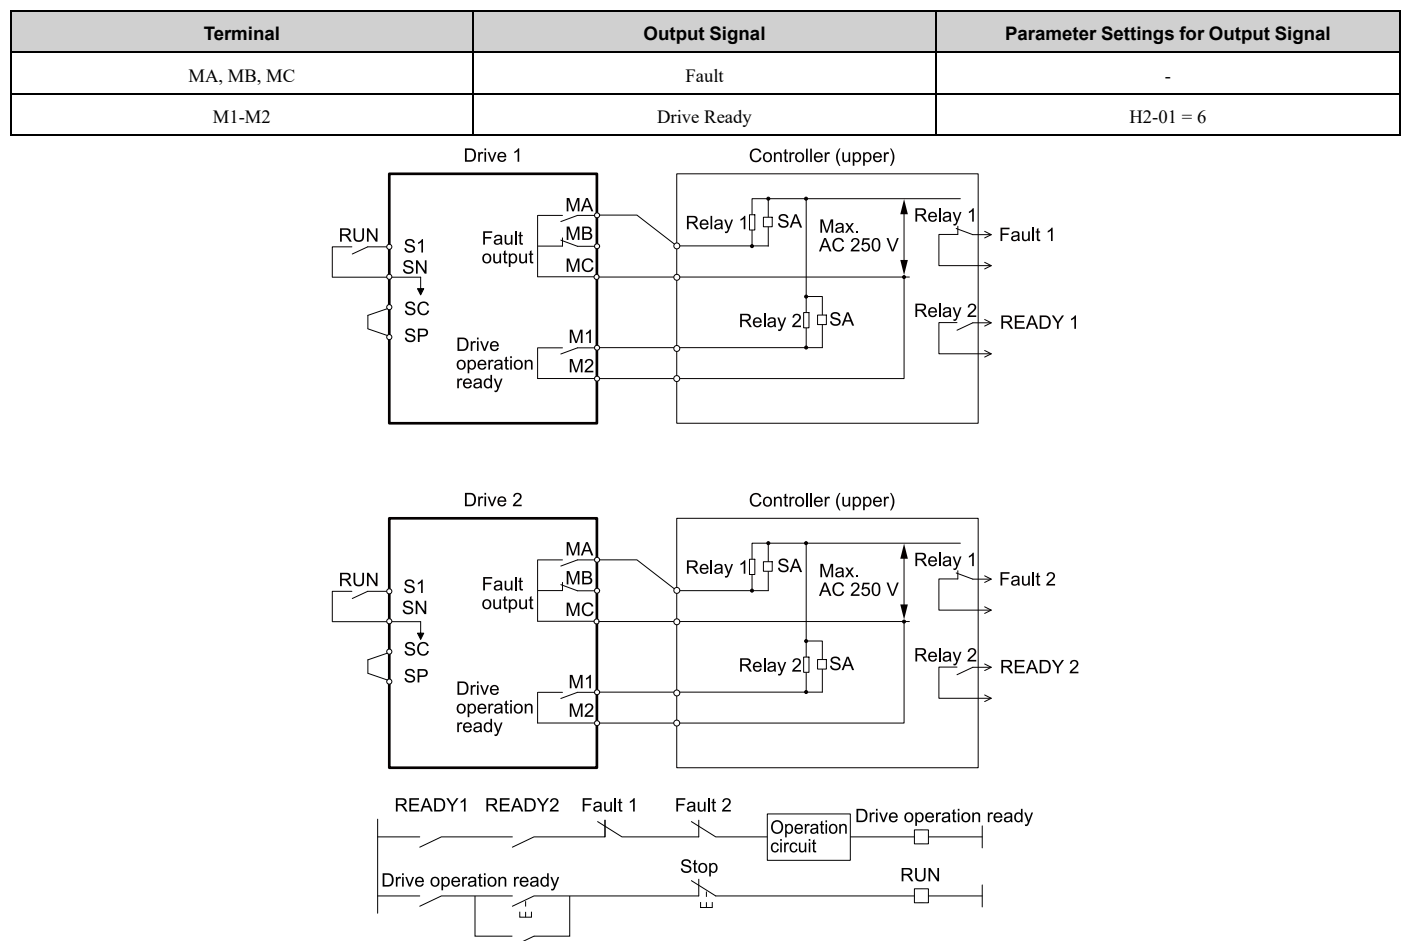 Terminal Output Signal Parameter Settings for Output Signal
MA, MB, MC Fault -
M1-M2 Drive Ready H2-01 = 6
Drive 1
Controller (upper)
RUN
S1
SN
SC
SP
Fault
output
MA
MB
MC
Drive
operation
ready
M1
M2
Relay 1
SA
Max.
AC 250 V
Relay 2
SA
Relay 1
Fault 1
Relay 2
READY 1
Drive 2
Controller (upper)
RUN
S1
SN
SC
SP
Fault
output
MA
MB
MC
Drive
operation
ready
M1
M2
Relay 1
SA
Max.
AC 250 V
Relay 2
SA
Relay 1
Fault 2
Relay 2
READY 2
READY1 READY2 Fault 1 Fault 2
Operation
circuit
Drive operation ready
Drive operation ready
Stop
RUN